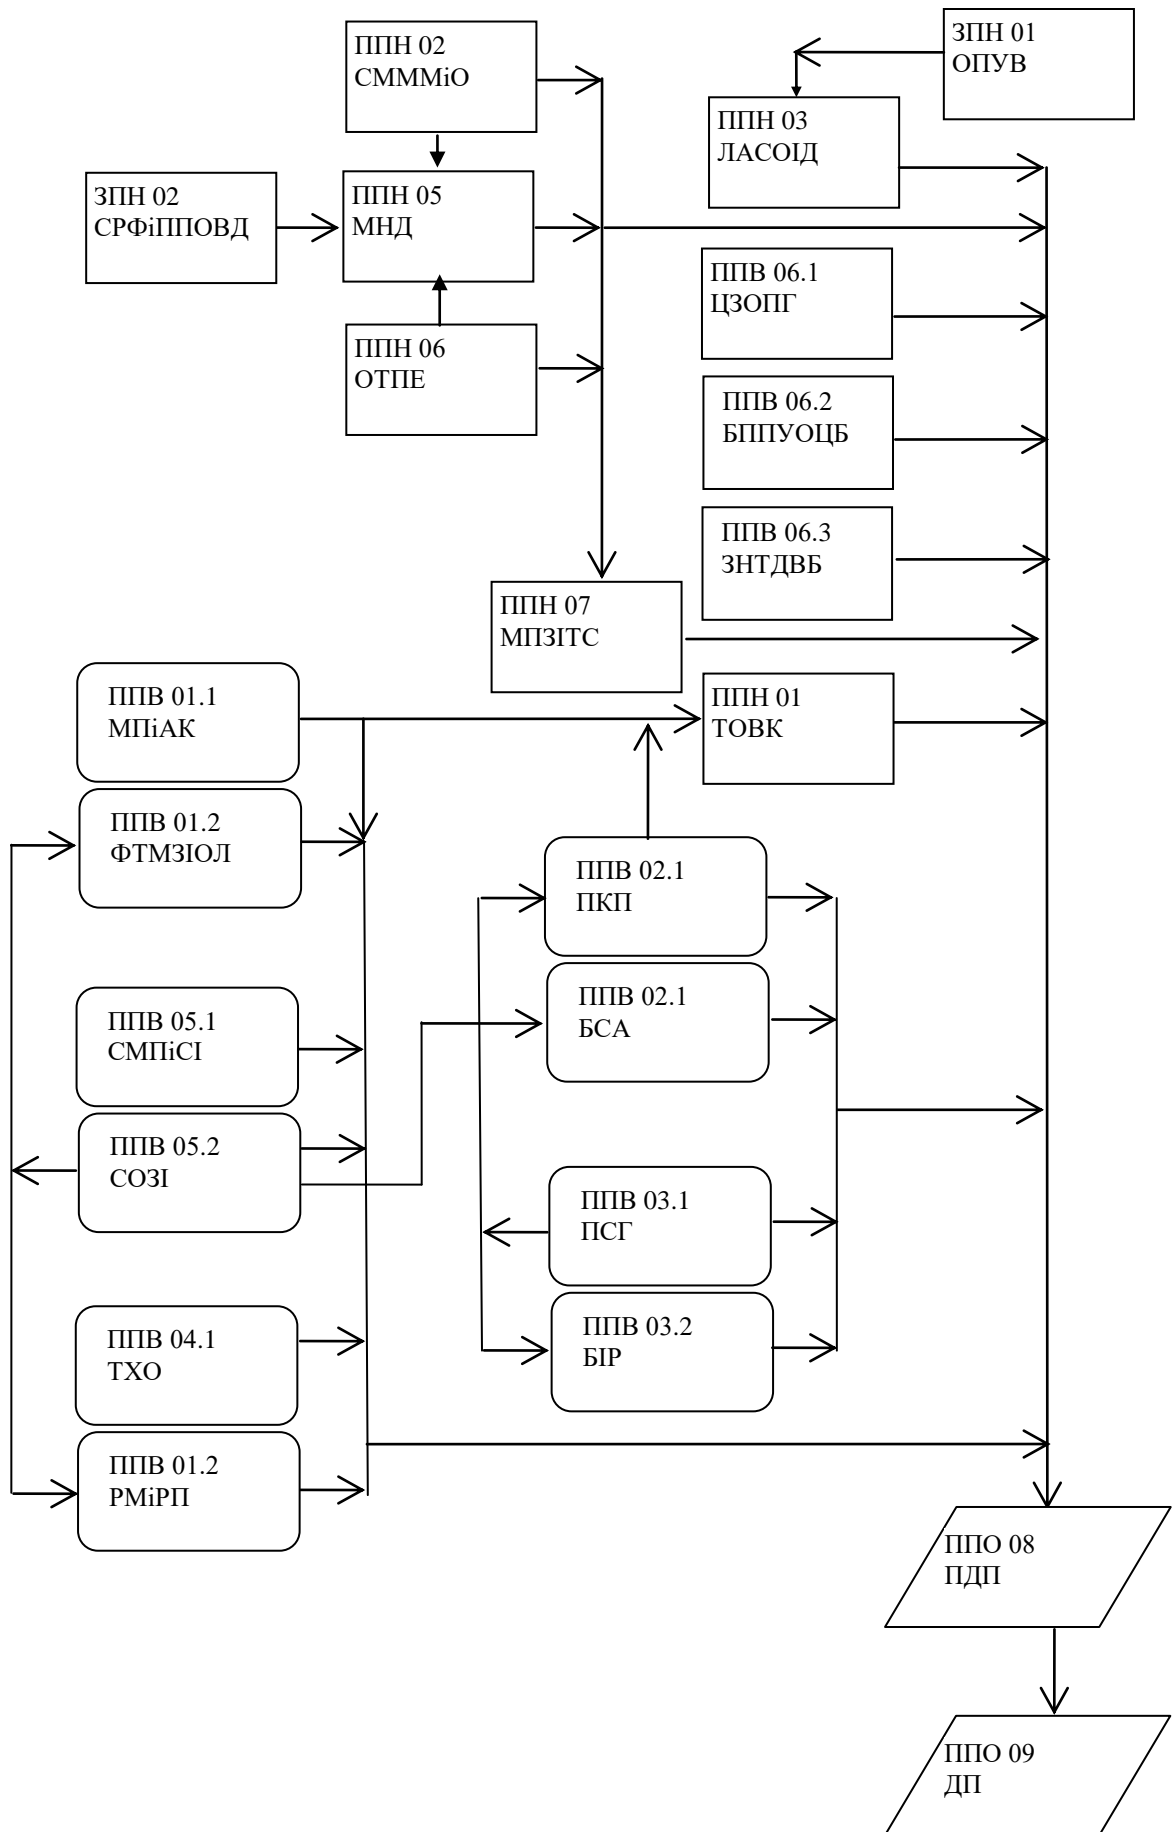 ППН 02
СМММіО
ЗПН 01
ОПУВ
ППН 03
ЛАСОІД
ЗПН 02
СРФіППОВД
ППН 05
МНД
ППВ 06.1
ЦЗОПГ
ППН 06
ОТПЕ
ППВ 06.2
БППУОЦБ
ППВ 06.3
ЗНТДВБ
ППН 07
МПЗІТС
ППВ 01.1
МПіАК
ППН 01
ТОВК
ППВ 01.2
ФТМЗІОЛ
ППВ 02.1
ПКП
ППВ 02.1
БСА
ППВ 05.1
СМПіСІ
ППВ 05.2
СОЗІ
ППВ 03.1
ПСГ
ППВ 03.2
БІР
ППВ 04.1
ТХО
ППВ 01.2
РМіРП
ППО 08
ПДП
ППО 09
ДП